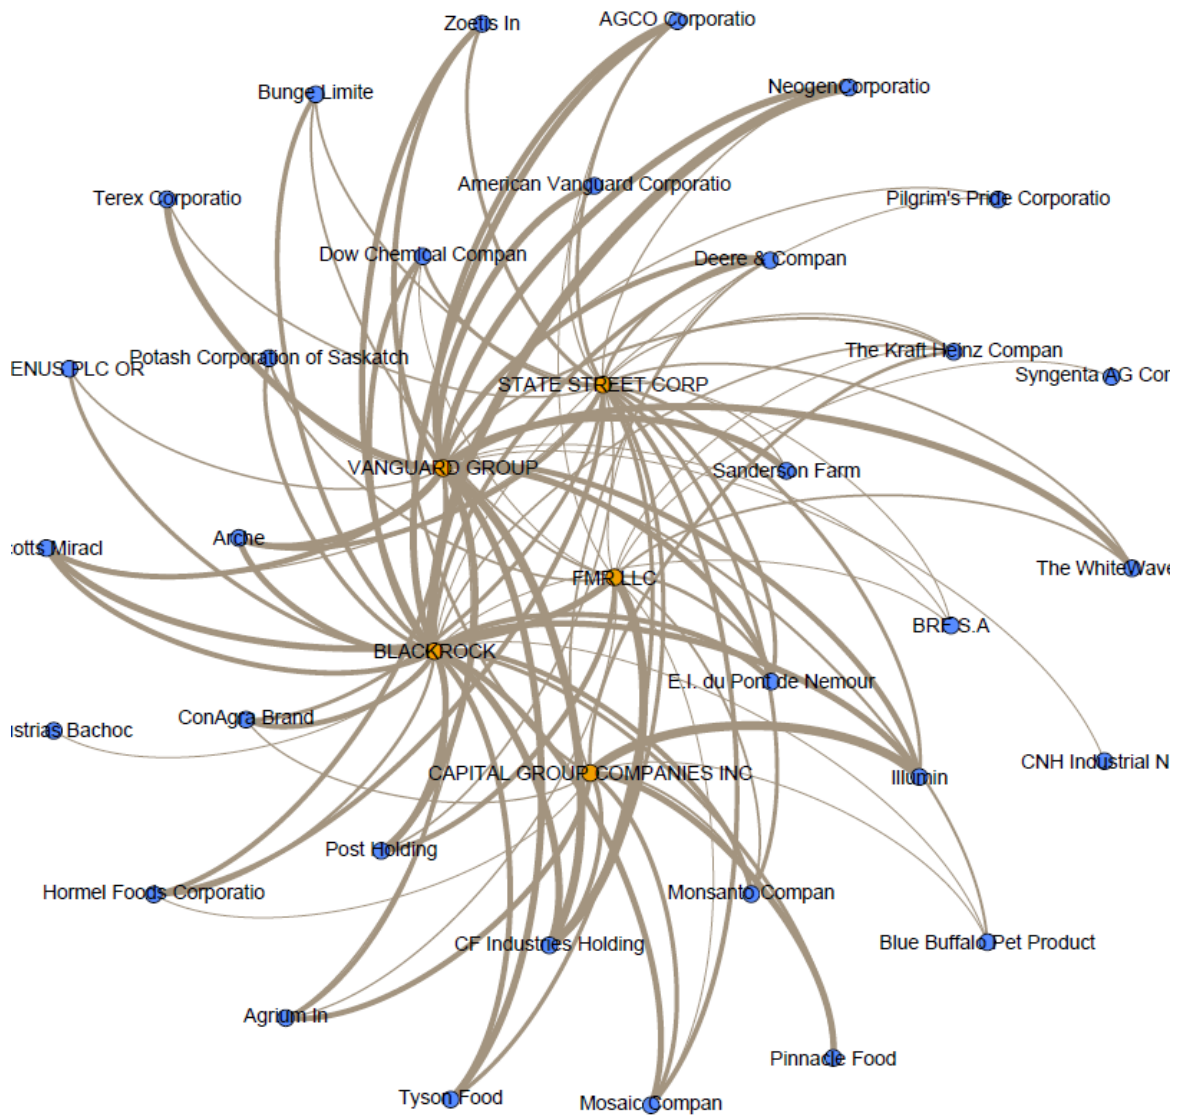 Zoetis In
AGCO Corporatio
Bunge Limite
NeogenCorporatio
American Vanguard Corporatio
Terex Corporatio
Pilgrim's Pride Corporatio
Dow Chemical Compan
Deere & Compan
The Kraft Heinz Compan
Potash Corporation of Saskatch
ENUS PLC OR
Syngenta AG Cor
STATE STREET CORP
VANGUARD GROUP
Sanderson Farm
Arche
otts Miracl
The WhiteWave
FMR LLC
BRF S.A
BLACKROCK
E.I. du Pont de Nemour
ConAgra Brand
ustrias Bachoc
CNH Industrial N
CAPITAL GROUP COMPANIES INC
Illumin
Post Holding
Hormel Foods Corporatio
Monsanto Compan
CF Industries Holding
Blue Buffalo Pet Product
Agrium In
Pinnacle Food
Tyson Food
Mosaic Compan